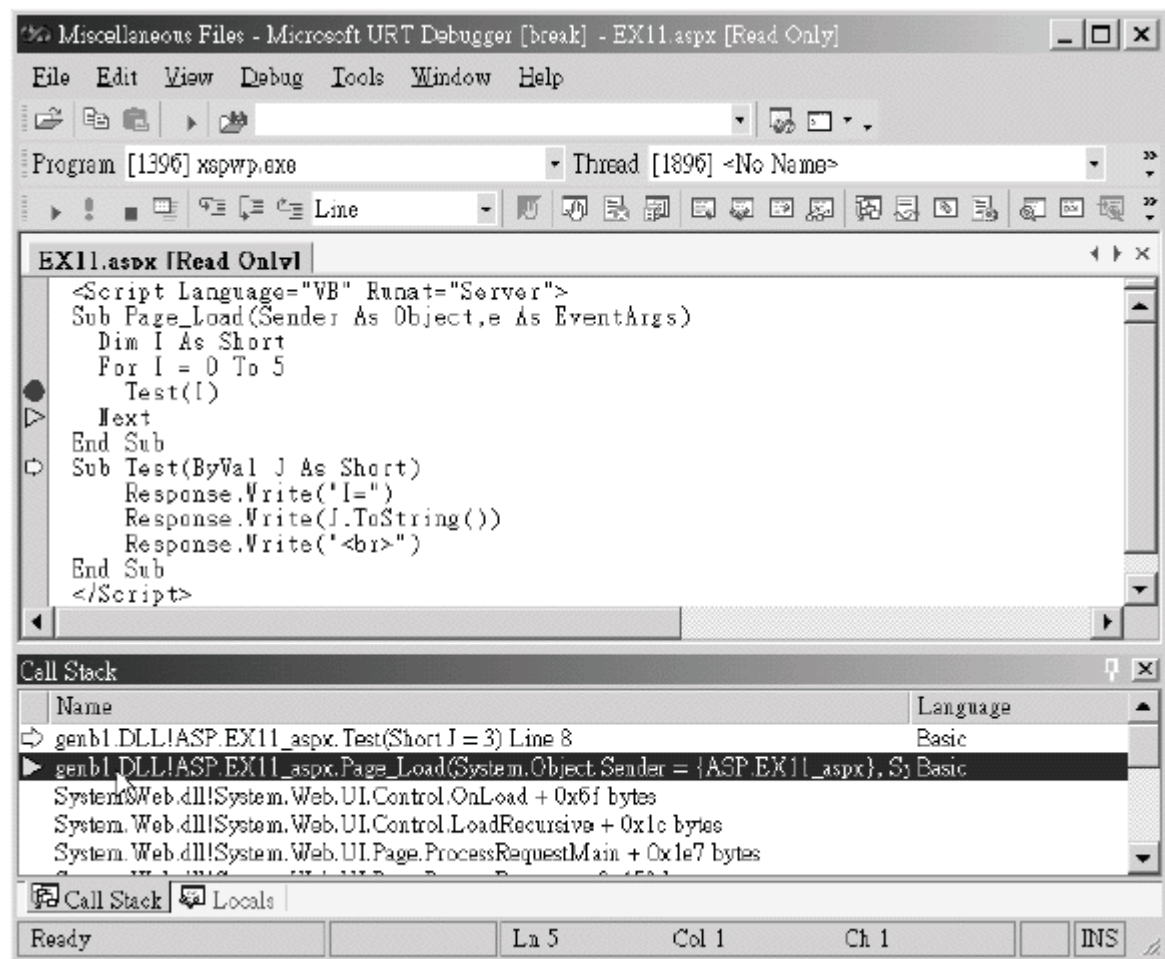 Miscellaneous Files - Microsoft URT Debugger [break] - EX11.aspx [Read Only]
File Edit View Debug Tools Window Help
Program [1396] xspwp.exe Thread [1896] <No Name>
Line
EX11.aspx [Read Only]
<Script Language="VB" Runat="Server">
Sub Page_Load(Sender As Object,e As EventArgs)
Dim I As Short
For I = 0 To 5
Test(I)
Next
End Sub
Sub Test(ByVal J As Short)
Response.Write("I=")
Response.Write(J.ToString())
Response.Write("<br>")
End Sub
</Script>
Call Stack
Name Language
genb1.DLL!ASP.EX11_aspx.Test(Short J = 3) Line 8 Basic
genb1.DLL!ASP.EX11_aspx.Page_Load(System.Object Sender = {ASP.EX11_aspx}, Sy Basic
System.Web.dll!System.Web.UI.Control.OnLoad + 0x6f bytes
System.Web.dll!System.Web.UI.Control.LoadRecursive + 0x1c bytes
System.Web.dll!System.Web.UI.Page.ProcessRequestMain + 0x1e7 bytes
Call Stack Locals
Ready Ln 5 Col 1 Ch 1 INS